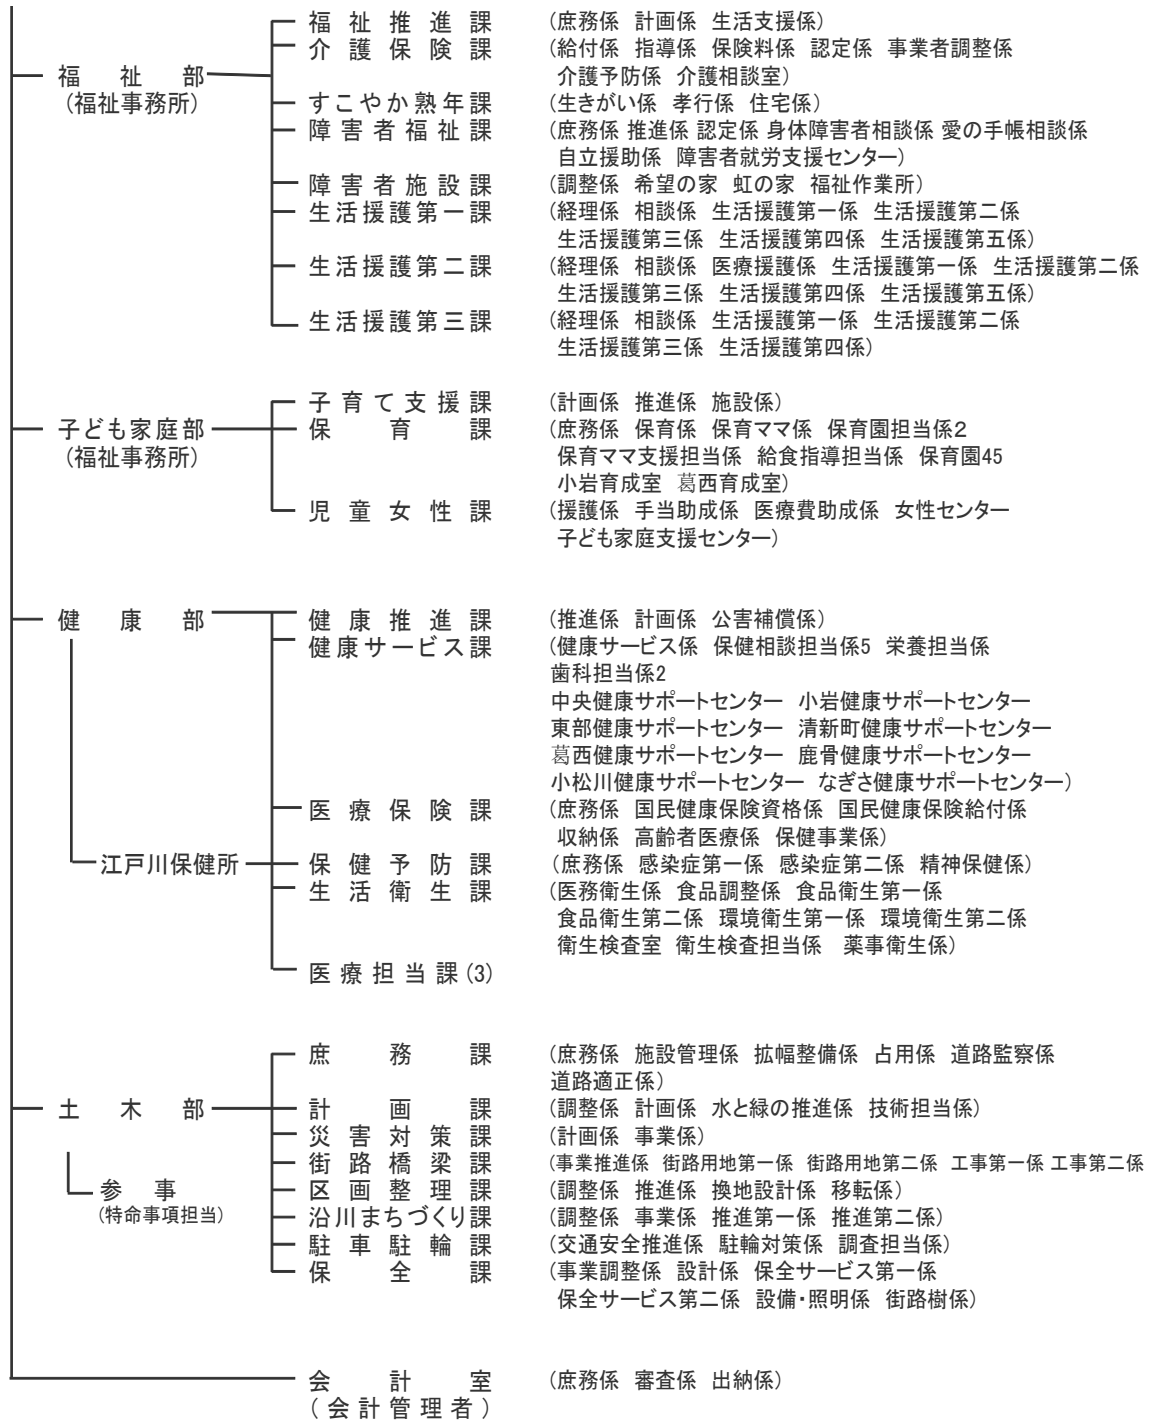 福祉推進課 (庶務係 計画係 生活支援係)
介護保険課 (給付係 指導係 保険料係 認定係 事業者調整係
福祉部 介護予防係 介護相談室)
(福祉事務所) すこやか熟年課 (生きがい係 孝行係 住宅係)
障害者福祉課 (庶務係 推進係 認定係 身体障害者相談係 愛の手帳相談係
自立援助係 障害者就労支援センター)
障害者施設課 (調整係 希望の家 虹の家 福祉作業所)
生活援護第一課 (経理係 相談係 生活援護第一係 生活援護第二係
生活援護第三係 生活援護第四係 生活援護第五係)
生活援護第二課 (経理係 相談係 医療援護係 生活援護第一係 生活援護第二係
生活援護第三係 生活援護第四係 生活援護第五係)
生活援護第三課 (経理係 相談係 生活援護第一係 生活援護第二係
生活援護第三係 生活援護第四係)
子育て支援課 (計画係 推進係 施設係)
子ども家庭部 保育課 (庶務係 保育係 保育ママ係 保育園担当係2
(福祉事務所) 保育ママ支援担当係 給食指導担当係 保育園45
小岩育成室 葛西育成室)
児童女性課 (援護係 手当助成係 医療費助成係 女性センター
子ども家庭支援センター)
健康部 健康推進課 (推進係 計画係 公害補償係)
健康サービス課 (健康サービス係 保健相談担当係5 栄養担当係
歯科担当係2
中央健康サポートセンター 小岩健康サポートセンター
東部健康サポートセンター 清新町健康サポートセンター
葛西健康サポートセンター 鹿骨健康サポートセンター
小松川健康サポートセンター なぎさ健康サポートセンター)
医療保険課 (庶務係 国民健康保険資格係 国民健康保険給付係
収納係 高齢者医療係 保健事業係)
江戸川保健所 保健予防課 (庶務係 感染症第一係 感染症第二係 精神保健係)
生活衛生課 (医務衛生係 食品調整係 食品衛生第一係
食品衛生第二係 環境衛生第一係 環境衛生第二係
衛生検査室 衛生検査担当係 薬事衛生係)
医療担当課(3)
庶務課 (庶務係 施設管理係 拡幅整備係 占用係 道路監察係
道路適正係)
土木部 計画課 (調整係 計画係 水と緑の推進係 技術担当係)
災害対策課 (計画係 事業係)
街路橋梁課 (事業推進係 街路用地第一係 街路用地第二係 工事第一係 工事第二係
参事 区画整理課 (調整係 推進係 換地設計係 移転係)
(特命事項担当) 沿川まちづくり課 (調整係 事業係 推進第一係 推進第二係)
駐車駐輪課 (交通安全推進係 駐輪対策係 調査担当係)
保全課 (事業調整係 設計係 保全サービス第一係
保全サービス第二係 設備・照明係 街路樹係)
会計室 (庶務係 審査係 出納係)
(会計管理者)